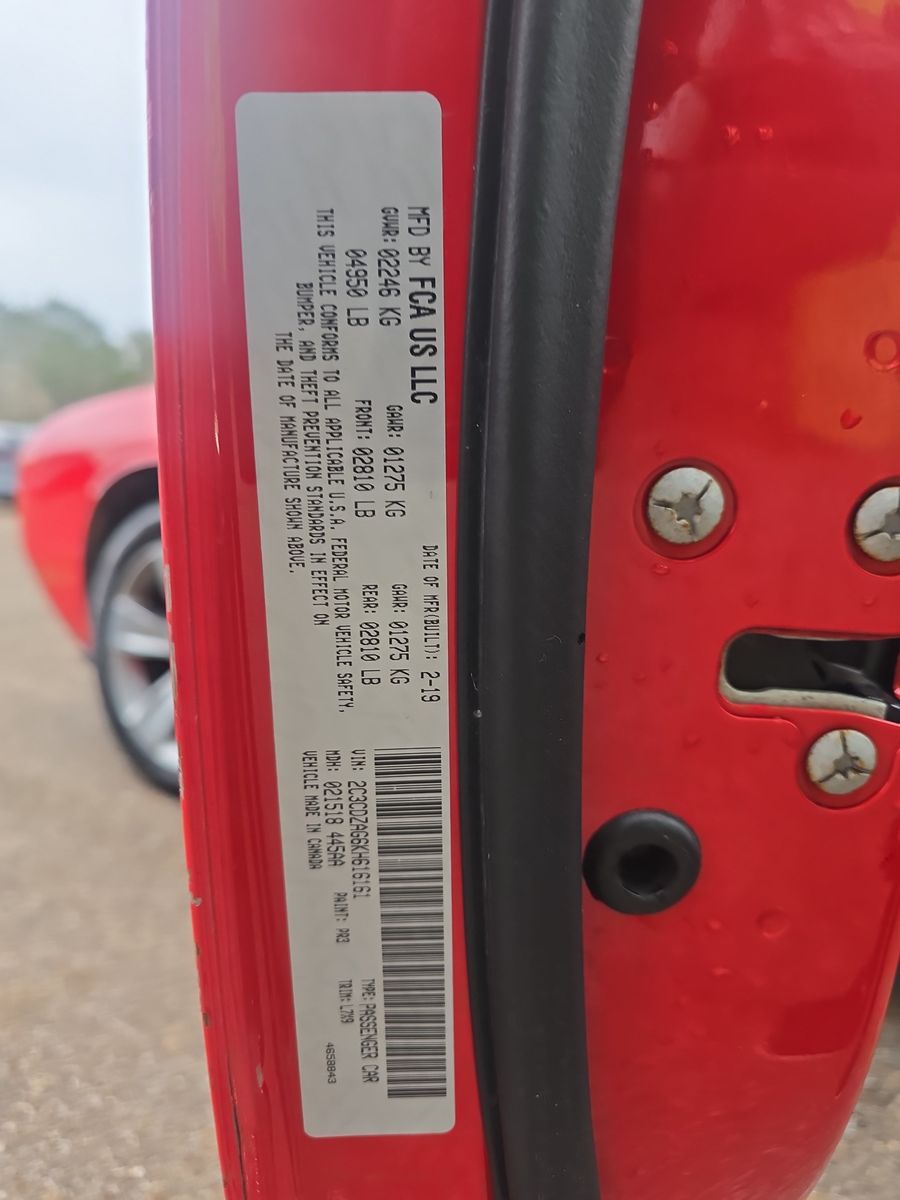 MFD BY FCA US LLC
DATE OF MFR(BUILT): 2-19
GVWR: 02246 KG
GAWR: 01275 KG
GAWR: 01275 KG
04950 LB
FRONT: 02810 LB
REAR: 02810 LB
THIS VEHICLE CONFORMS TO ALL APPLICABLE U.S.A. FEDERAL MOTOR VEHICLE SAFETY,
BUMPER, AND THEFT PREVENTION STANDARDS IN EFFECT ON
THE DATE OF MANUFACTURE SHOWN ABOVE.
VIN: 2C3CDZAG6KH616161
TYPE: PASSENGER CAR
MDH: 021518 445AA
PAINT: PR3
TRIM: L7X9
VEHICLE MADE IN CANADA
4658843